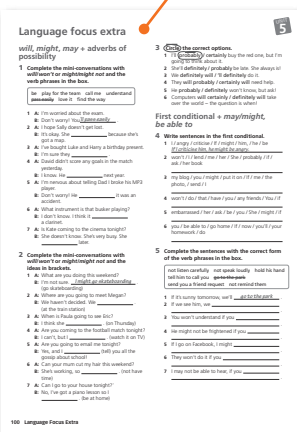 Language focus extra
UNIT
5
will, might, may + adverbs of
possibility
1 Complete the mini-conversations with
will/won't or might/might not and the
verb phrases in the box.
be play for the team call me understand
pass easily love it find the way
1 A: I'm worried about the exam.
B: Don't worry! You'll pass easily.
2 A: I hope Sally doesn't get lost.
B: It's okay. She because she's
got a map.
3 A: I've bought Luke and Harry a birthday present.
B: I'm sure they
4 A: David didn't score any goals in the match
yesterday.
B: I know. He next year.
5 A: I'm nervous about telling Dad I broke his MP3
player.
B: Don't worry! He it was an
accident.
6 A: What instrument is that busker playing?
B: I don't know. I think it
a clarinet.
7 A: Is Kate coming to the cinema tonight?
B: She doesn't know. She's very busy. She
later.
2 Complete the mini-conversations with
will/won't or might/might not and the
ideas in brackets.
1 A: What are you doing this weekend?
B: I'm not sure. I might go skateboarding
(go skateboarding)
2 A: Where are you going to meet Megan?
B: We haven't decided. We
(at the train station)
3 A: When is Paula going to see Eric?
B: I think she . (on Thursday)
4 A: Are you coming to the football match tonight?
B: I can't, but I . (watch it on TV)
5 A: Are you going to email me tonight?
B: Yes, and I (tell) you all the
gossip about school!
6 A: Can your mum cut my hair this weekend?
B: She's working, so . (not have
time)
7 A: Can I go to your house tonight?
B: No, I've got a piano lesson so I
. (be at home)
3 Circle the correct options.
1 I'll probably / certainly buy the red one, but I'm
going to think about it.
2 She'll definitely / probably be late. She always is!
3 We definitely will / 'll definitely do it.
4 They will probably / certainly need help.
5 He probably / definitely won't know, but ask!
6 Computers will certainly / definitely will take
over the world – the question is when!
First conditional + may/might,
be able to
4 Write sentences in the first conditional.
1 I / angry / criticise / If / might / him, / he / be
If I criticise him, he might be angry.
2 won't / I / lend / me / her / She / probably / if /
ask / her book
3 my blog / you / might / put it on / if / me / the
photo, / send / I
4 won't / do / that / have / you / any friends / You / if
5 embarrassed / her / ask / be / you / She / might / if
6 you / be able to / go home / if / now / you'll / your
homework / do
5 Complete the sentences with the correct form
of the verb phrases in the box.
not listen carefully not speak loudly hold his hand
tell him to call you go to the park
send you a friend request not remind them
1 If it's sunny tomorrow, we'll go to the park
2 If we see him, we
3 You won't understand if you
4 He might not be frightened if you
5 If I go on Facebook, I might
6 They won't do it if you
7 I may not be able to hear, if you
100 Language Focus Extra